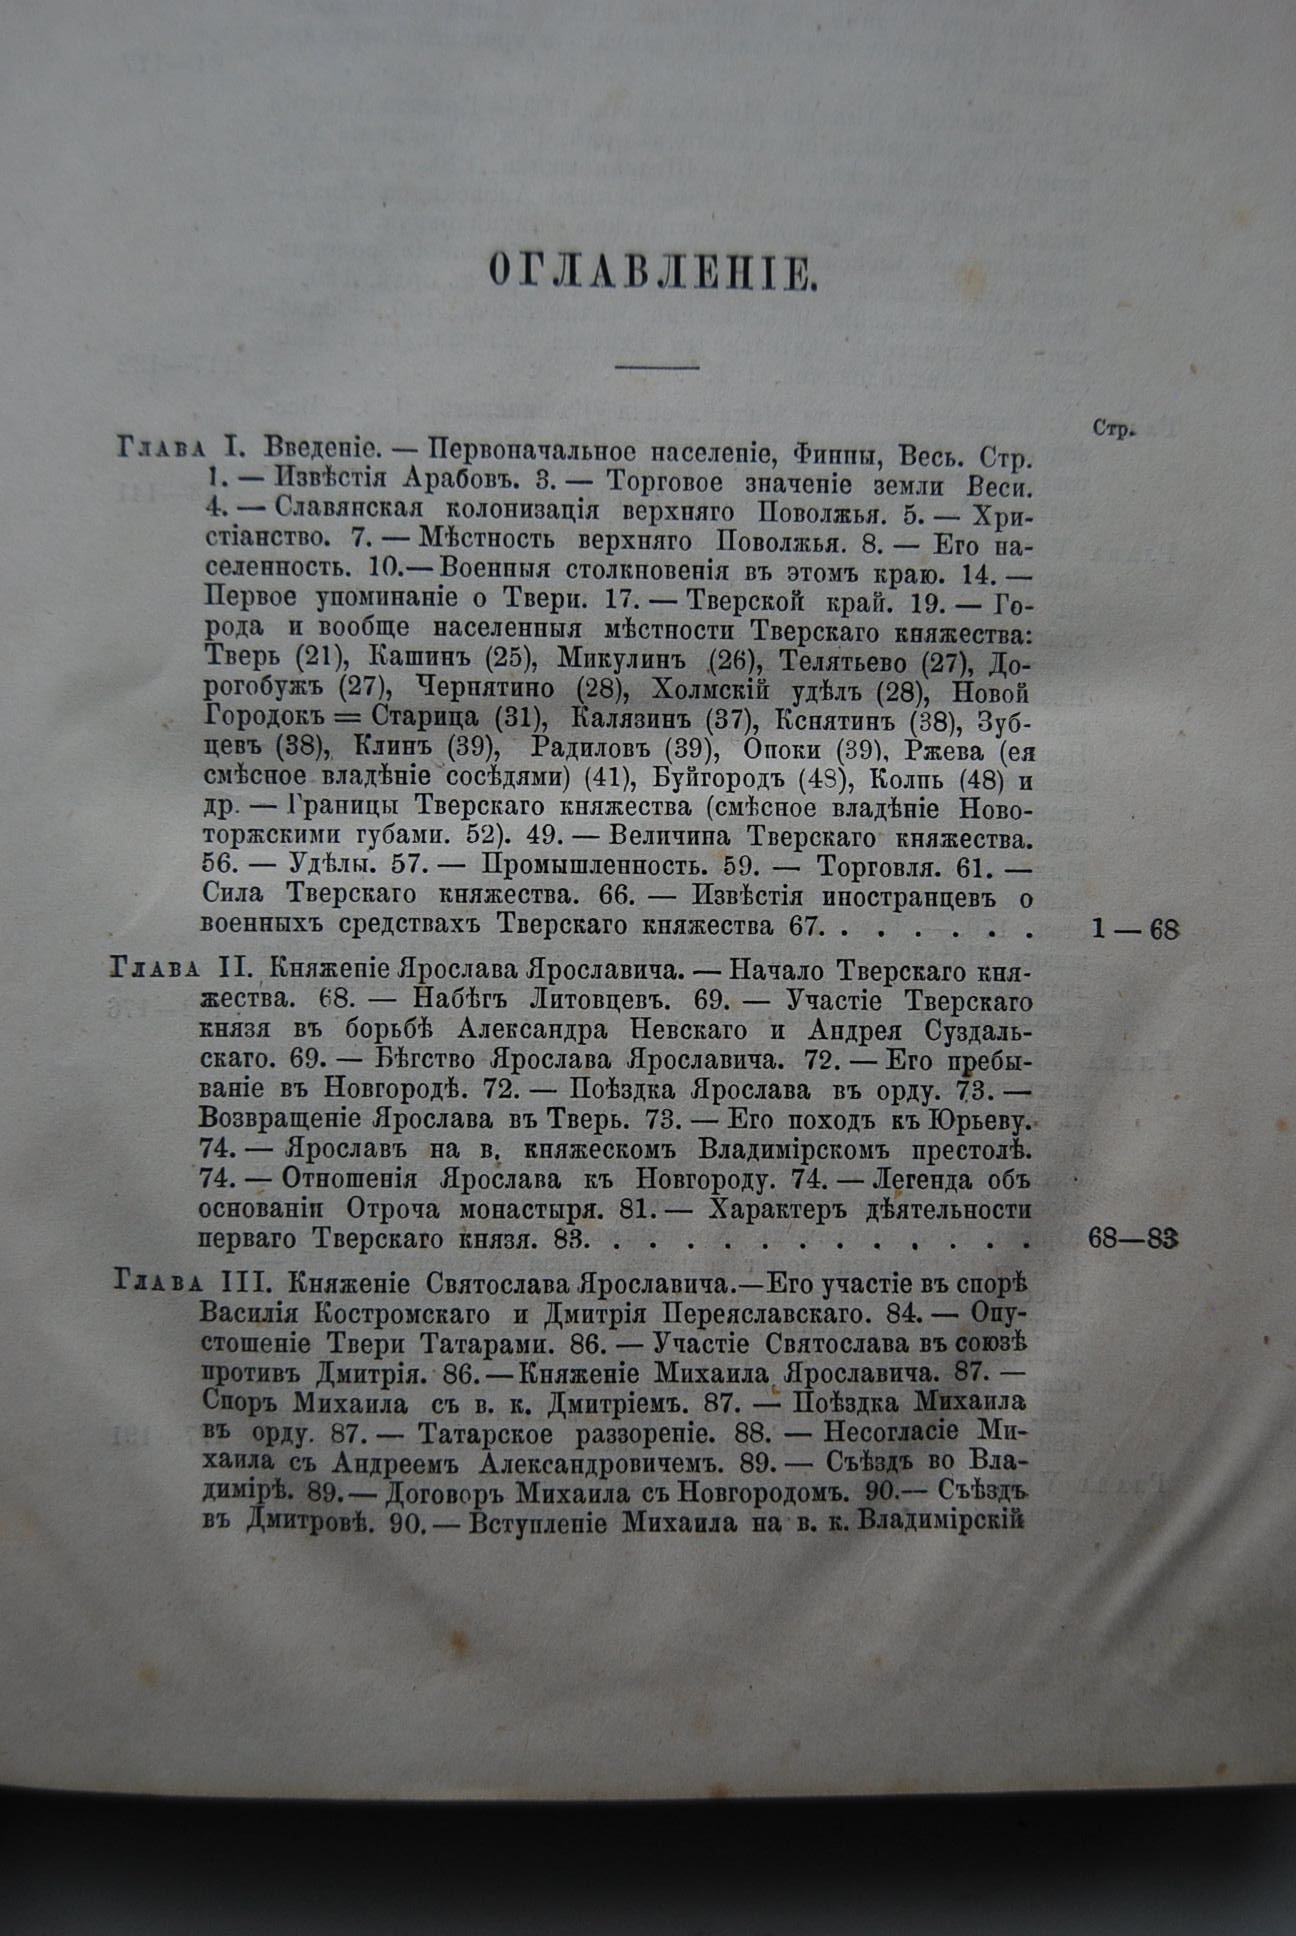 ОГЛАВЛЕНІЕ.
Стр.
Глава I. Введеніе. — Первоначальное населеніе, Финны, Весь. Стр.
1. — Извѣстія Арабовъ. 3. — Торговое значеніе земли Веси.
4. — Славянская колонизація верхняго Поволжья. 5. — Хри-
стіанство. 7. — Мѣстность верхняго Поволжья. 8. — Его на-
селенность. 10.— Военныя столкновенія въ этомъ краю. 14. —
Первое упоминаніе о Твери. 17. — Тверской край. 19. — Го-
рода и вообще населенныя мѣстности Тверскаго княжества:
Тверь (21), Кашинъ (25), Микулинъ (26), Телятьево (27), До-
рогобужъ (27), Чернятино (28), Холмскій удѣлъ (28), Новой
Городокъ = Старица (31), Калязинъ (37), Кснятинъ (38), Зуб-
цевъ (38), Клинъ (39), Радиловъ (39), Опоки (39), Ржева (ея
смѣсное владѣніе сосѣдями) (41), Буйгородъ (48), Колпь (48) и
др. — Границы Тверскаго княжества (смѣсное владѣніе Ново-
торжскими губами. 52). 49. — Величина Тверскаго княжества.
56. — Удѣлы. 57. — Промышленность. 59. — Торговля. 61. —
Сила Тверскаго княжества. 66. — Извѣстія иностранцевъ о
военныхъ средствахъ Тверскаго княжества 67. . . . . . . 1 — 68
Глава II. Княженіе Ярослава Ярославича. — Начало Тверскаго кня-
жества. 68. — Набѣгъ Литовцевъ. 69. — Участіе Тверскаго
князя въ борьбѣ Александра Невскаго и Андрея Суздаль-
скаго. 69. — Бѣгство Ярослава Ярославича. 72. — Его пребы-
ваніе въ Новгородѣ. 72. — Поѣздка Ярослава въ орду. 73. —
Возвращеніе Ярослава въ Тверь. 73. — Его походъ къ Юрьеву.
74. — Ярославъ на в. княжескомъ Владимірскомъ престолѣ.
74. — Отношенія Ярослава къ Новгороду. 74. — Легенда объ
основаніи Отроча монастыря. 81. — Характеръ дѣятельности
перваго Тверскаго князя. 83. . . . . . . . . . . . . 68—83
Глава III. Княженіе Святослава Ярославича.—Его участіе въ спорѣ
Василія Костромскаго и Дмитрія Переяславскаго. 84. — Опу-
стошеніе Твери Татарами. 86. — Участіе Святослава въ союзѣ
противъ Дмитрія. 86. — Княженіе Михаила Ярославича. 87. —
Споръ Михаила съ в. к. Дмитріемъ. 87. — Поѣздка Михаила
въ орду. 87. — Татарское раззореніе. 88. — Несогласіе Ми-
хаила съ Андреемъ Александровичемъ. 89. — Съѣздъ во Вла-
димірѣ. 89. — Договоръ Михаила съ Новгородомъ. 90.— Съѣздъ
въ Дмитровѣ. 90. — Вступленіе Михаила на в. к. Владимірскій